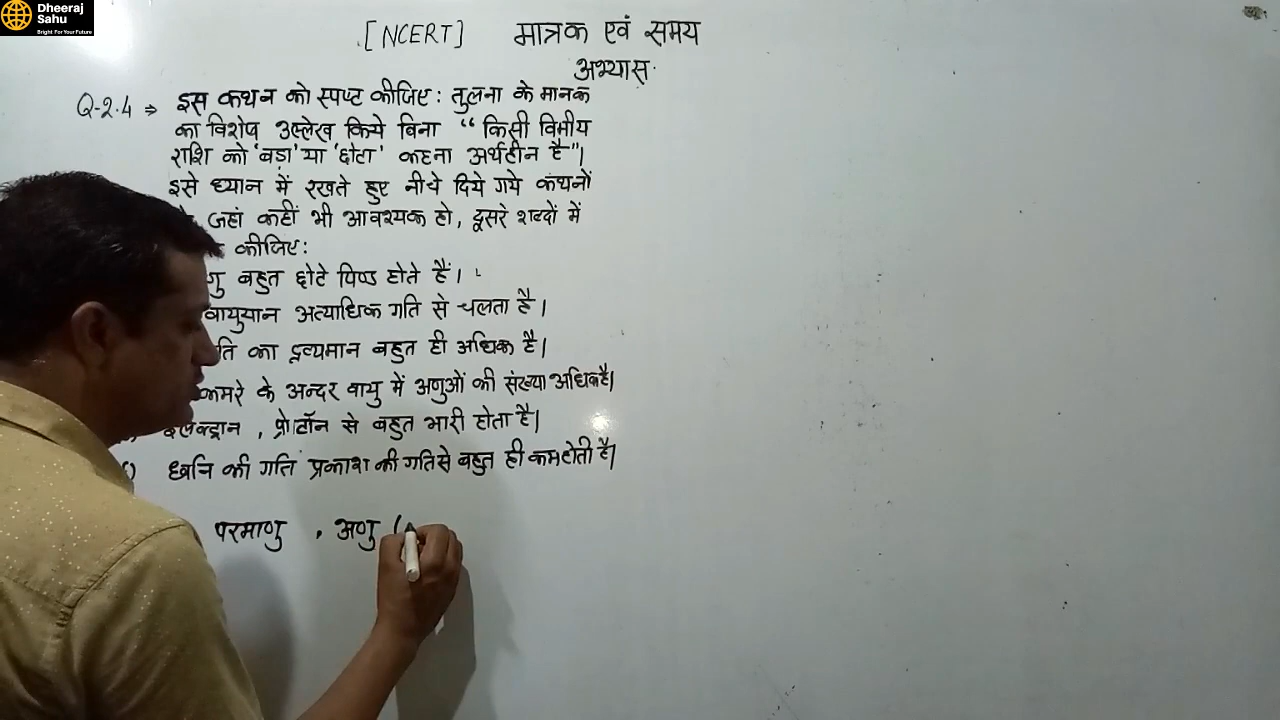 Dheeraj
Sahu
Bright For Your Future
[NCERT] मात्रक एवं समय
अभ्यास
Q-2.4 ⇒ इस कथन को स्पष्ट कीजिए: तुलना के मानक
का विशेष उल्लेख किये बिना “किसी विमीय
राशि को 'बड़ा' या 'छोटा' कहना अर्थहीन है”।
इसे ध्यान में रखते हुए नीचे दिये गये कथनों
जहां कहीं भी आवश्यक हो, दूसरे शब्दों में
कीजिए:
बहुत छोटे पिण्ड होते हैं।
वायुयान अत्याधिक गति से चलता है।
का द्रव्यमान बहुत ही अधिक है।
कमरे के अन्दर वायु में अणुओं की संख्या अधिक है।
इलेक्ट्रान, प्रोटॉन से बहुत भारी होता है।
ध्वनि की गति प्रकाश की गति से बहुत ही कम होती है।
परमाणु , अणु (